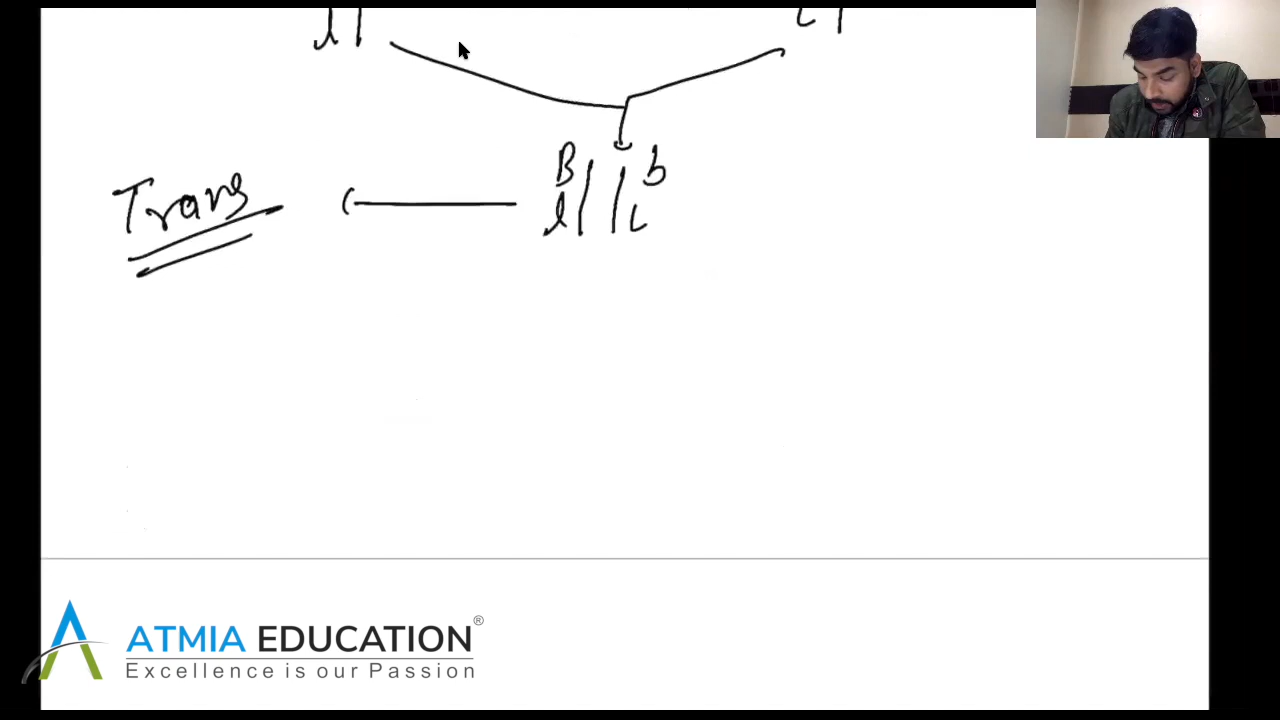 l
B b
Trans
l L
ATMIA EDUCATION®
Excellence is our Passion